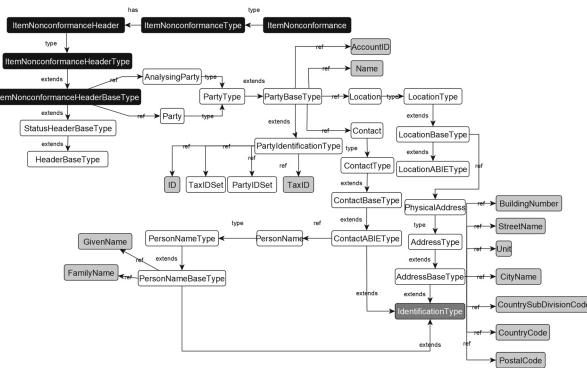 ItemNonconformanceHeader
has
ItemNonconformanceType
type
ItemNonconformance
type
ItemNonconformanceHeaderType
extends
temNonconformanceHeaderBaseType
ref
AnalysingParty
type
ref
Party
type
PartyType
extends
PartyBaseType
ref
AccountID
ref
Name
ref
Location
type
LocationType
extends
StatusHeaderBaseType
extends
HeaderBaseType
extends
PartyIdentificationType
ref
Contact
type
extends
LocationBaseType
extends
LocationABIEType
ref
ref
ref
ref
ref
ID
TaxIDSet
PartyIDSet
TaxID
ContactType
extends
ContactBaseType
extends
ContactABIEType
ref
PersonName
type
PersonNameType
extends
PersonNameBaseType
ref
GivenName
ref
FamilyName
PhysicalAddress
type
AddressType
extends
AddressBaseType
extends
extends
IdentificationType
extends
ref
BuildingNumber
ref
StreetName
ref
Unit
ref
CityName
ref
CountrySubDivisionCode
ref
CountryCode
ref
PostalCode